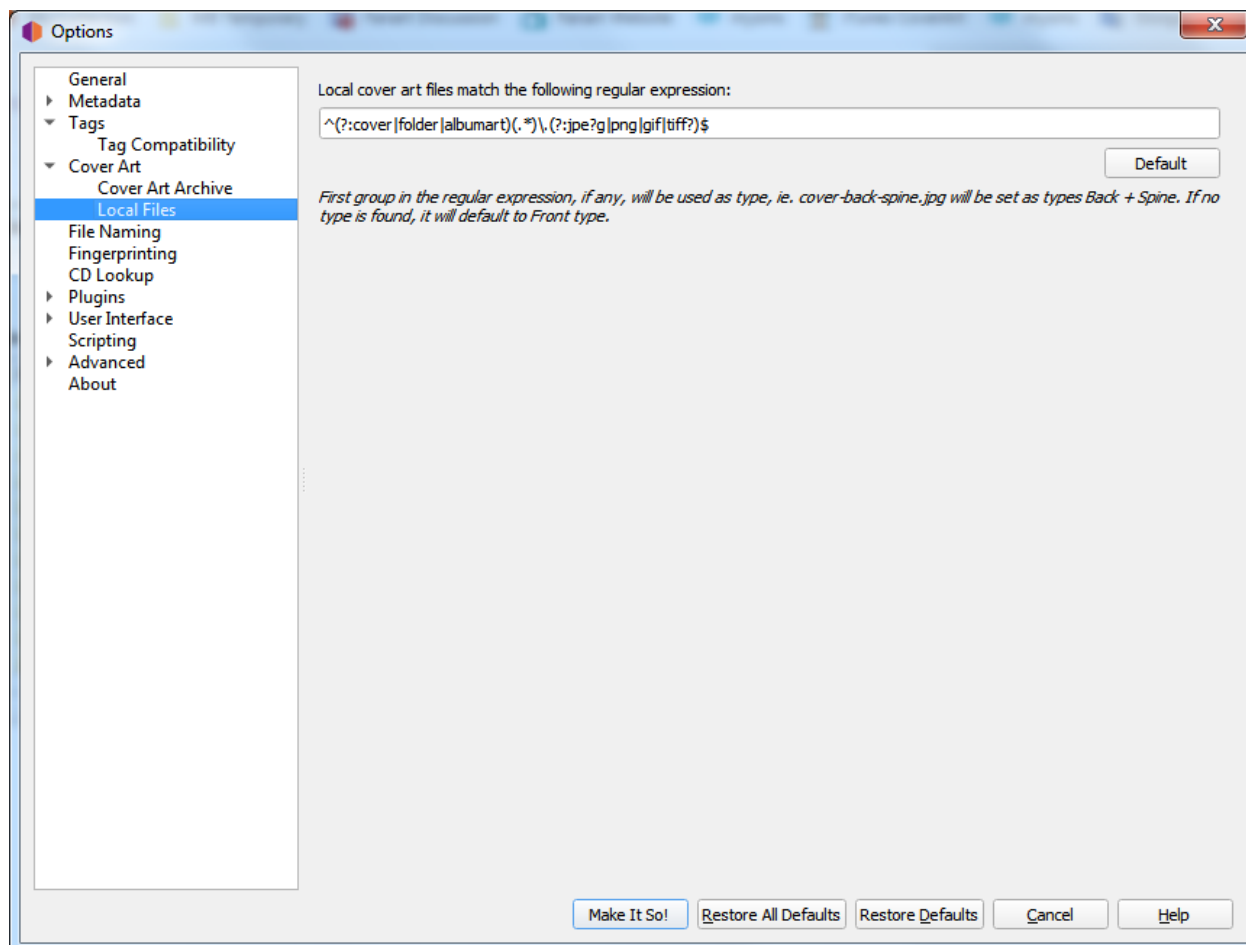 Options
General
Metadata
Tags
Tag Compatibility
Cover Art
Cover Art Archive
Local Files
File Naming
Fingerprinting
CD Lookup
Plugins
User Interface
Scripting
Advanced
About
Local cover art files match the following regular expression:
^(?:cover|folder|albumart)(.*)\.(?:jpe?g|png|gif|tiff?)$
Default
First group in the regular expression, if any, will be used as type, ie. cover-back-spine.jpg will be set as types Back + Spine. If no
type is found, it will default to Front type.
Make It So!
Restore All Defaults
Restore Defaults
Cancel
Help